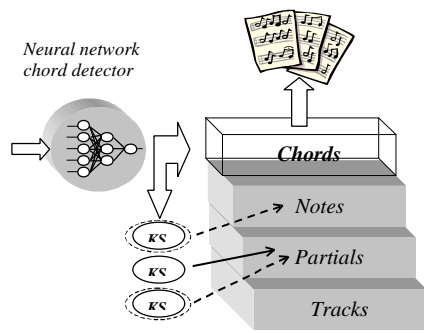 Neural network
chord detector
Chords
Notes
KS
Partials
KS
KS
Tracks